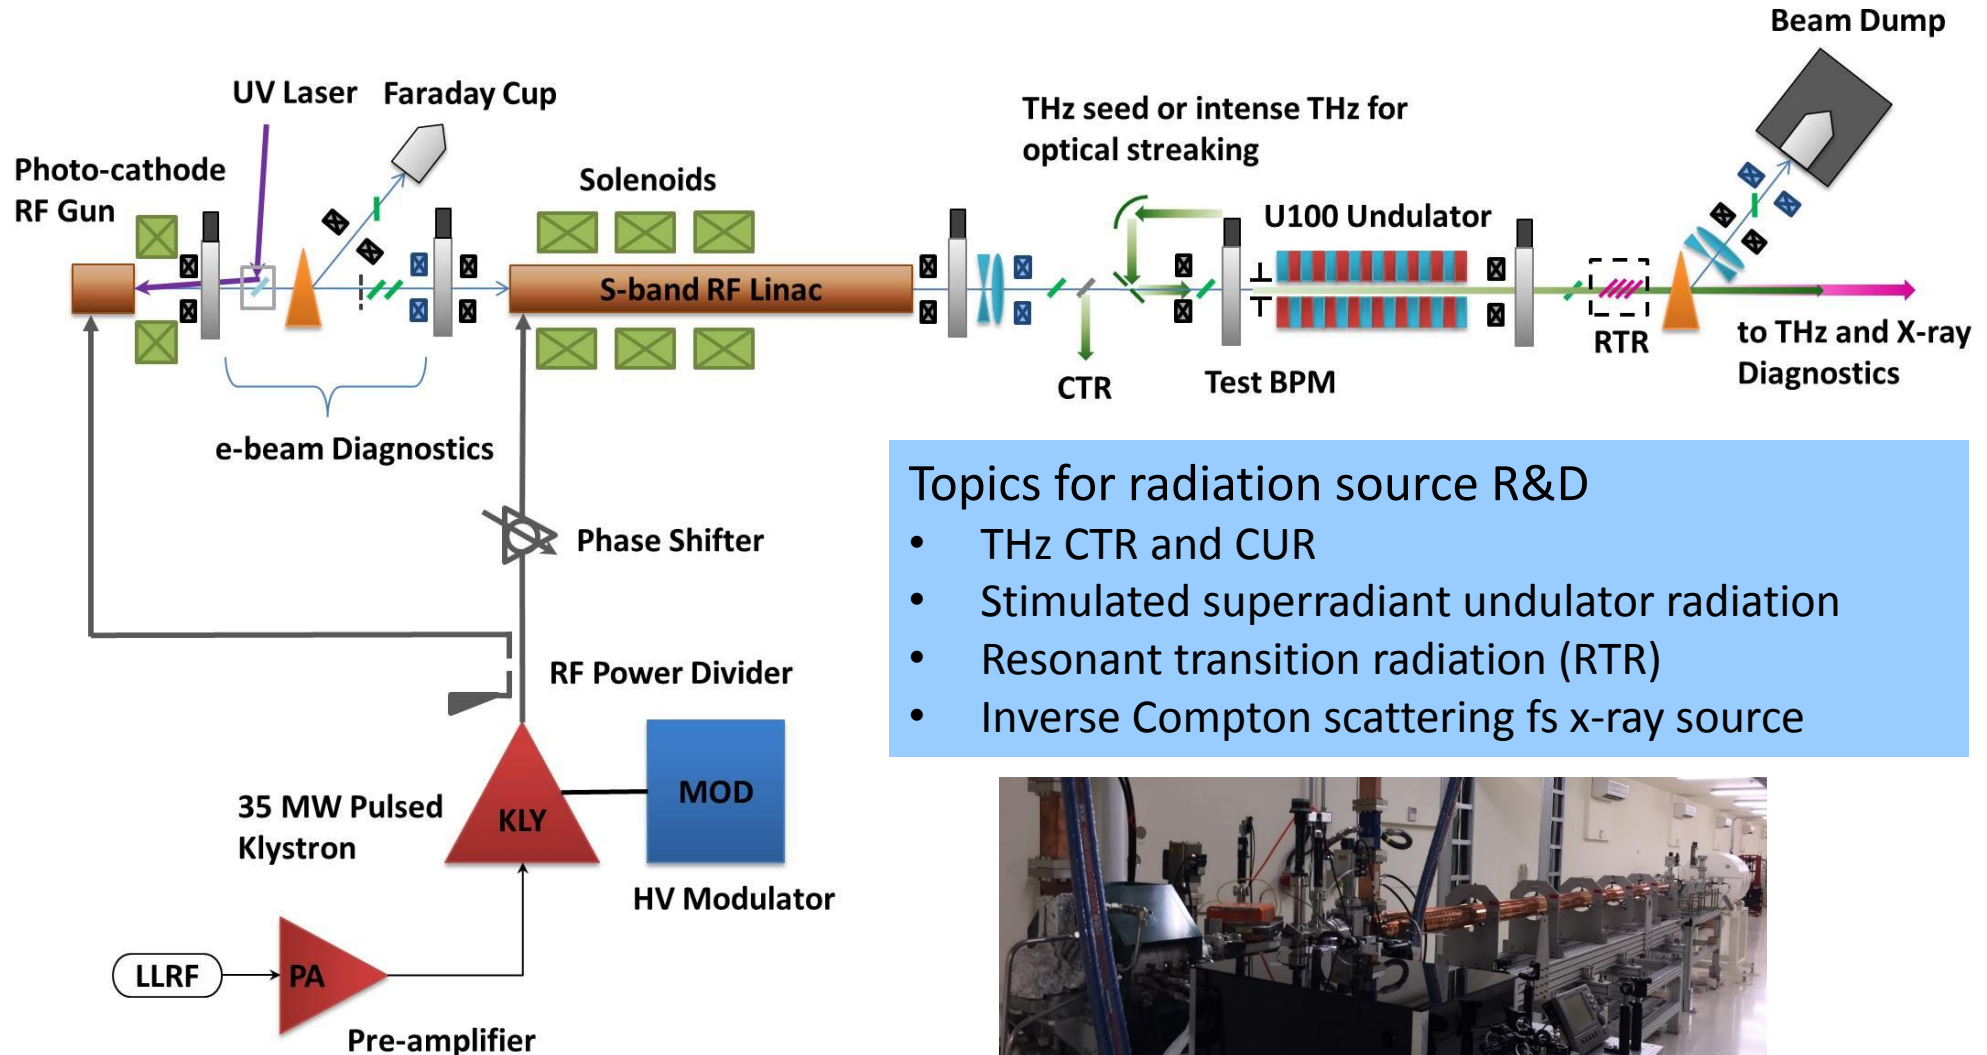 Beam Dump
UV Laser
Faraday Cup
THz seed or intense THz for
optical streaking
Photo-cathode
RF Gun
Solenoids
U100 Undulator
S-band RF Linac
CTR
Test BPM
RTR
to THz and X-ray
Diagnostics
e-beam Diagnostics
Phase Shifter
RF Power Divider
35 MW Pulsed
Klystron
KLY
MOD
HV Modulator
LLRF
PA
Pre-amplifier
Topics for radiation source R&D
• THz CTR and CUR
• Stimulated superradiant undulator radiation
• Resonant transition radiation (RTR)
• Inverse Compton scattering fs x-ray source